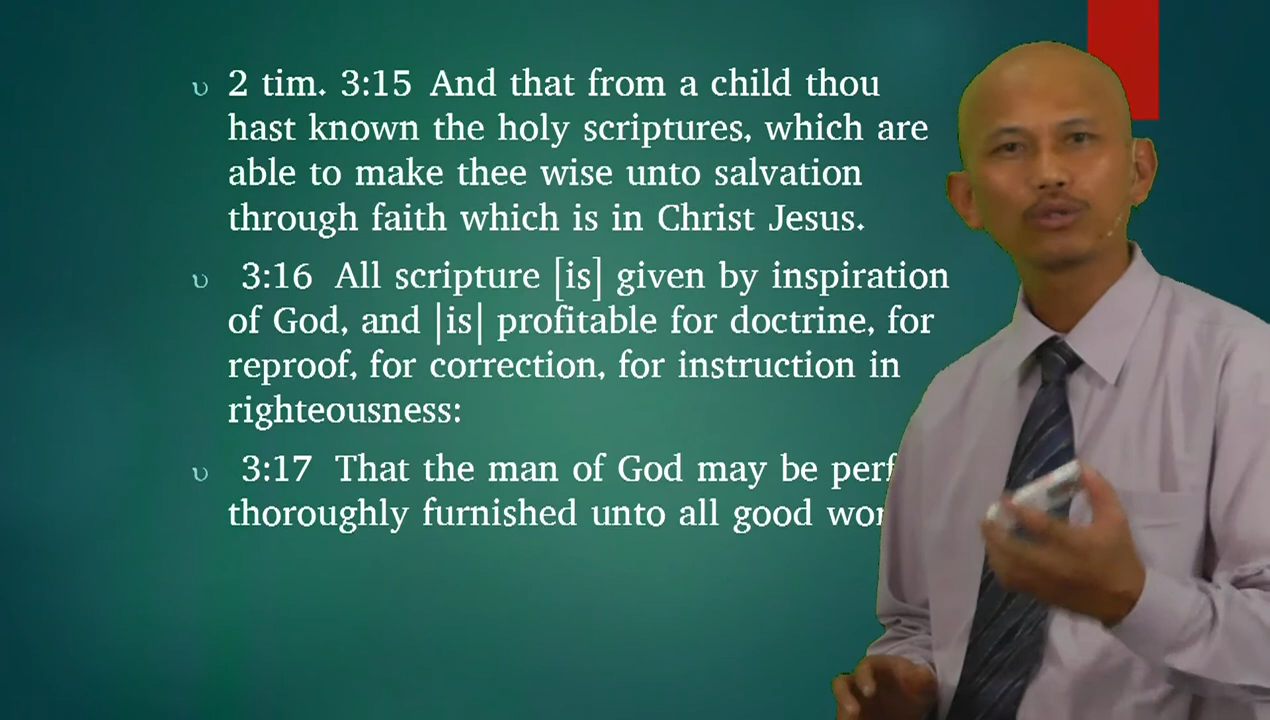 2 tim. 3:15 And that from a child thou
hast known the holy scriptures, which are
able to make thee wise unto salvation
through faith which is in Christ Jesus.
3:16 All scripture [is] given by inspiration
of God, and |is| profitable for doctrine, for
reproof, for correction, for instruction in
righteousness:
3:17 That the man of God may be
thoroughly furnished unto all good